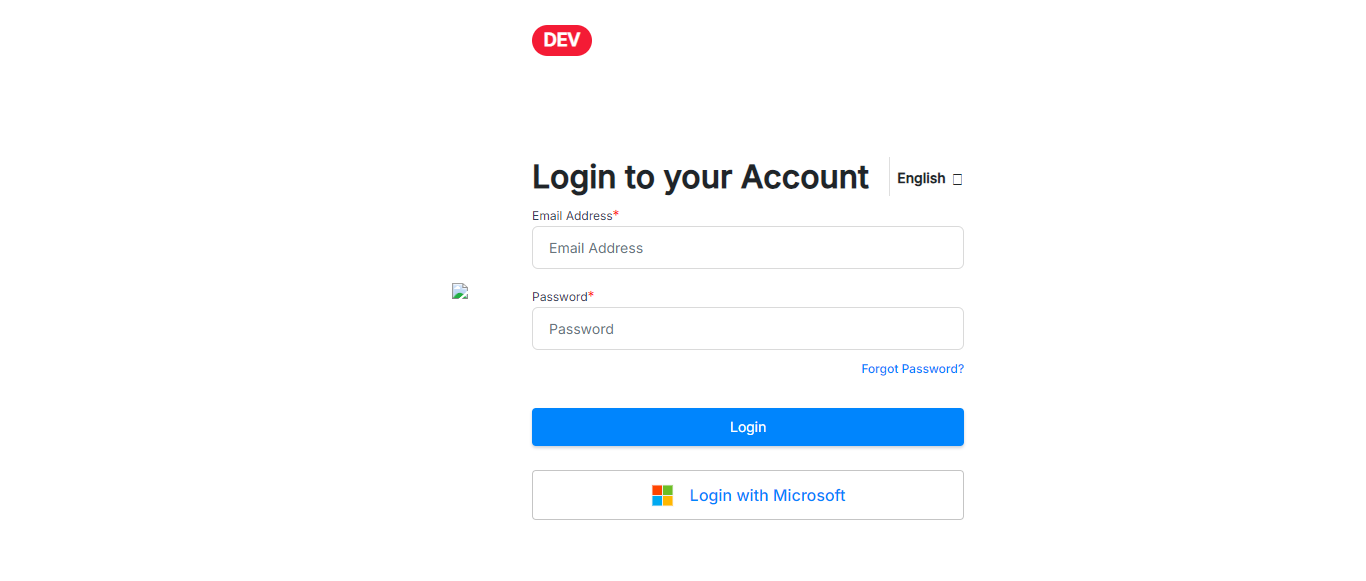 DEV
Login to your Account
English
Email Address*
Email Address
Password*
Password
Forgot Password?
Login
Login with Microsoft